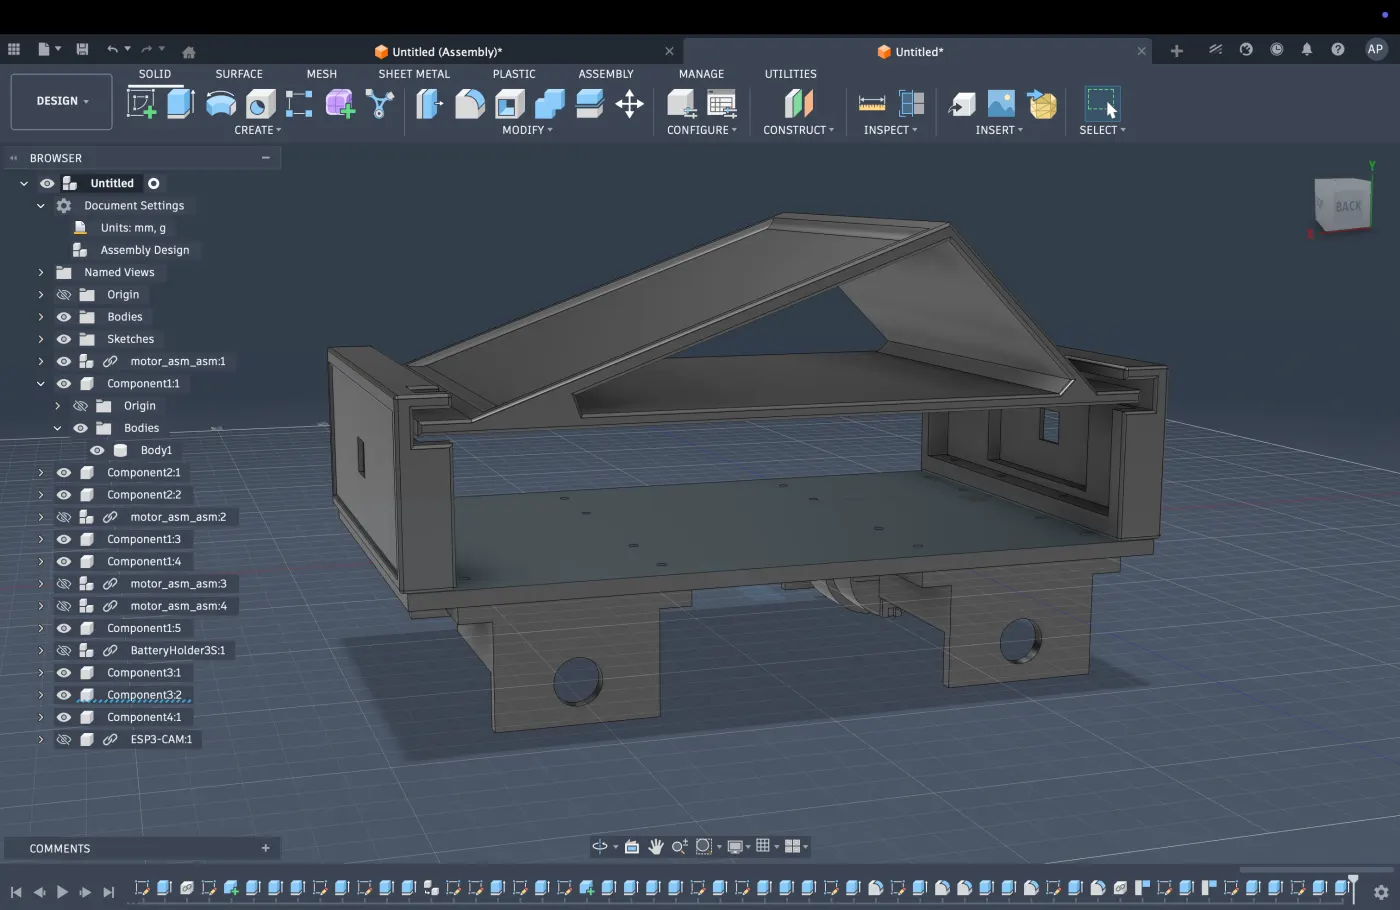 Untitled (Assembly)*
Untitled*
AP
DESIGN
SOLID
SURFACE
MESH
SHEET METAL
PLASTIC
ASSEMBLY
MANAGE
UTILITIES
CREATE
MODIFY
CONFIGURE
CONSTRUCT
INSPECT
INSERT
SELECT
BROWSER
Untitled
Document Settings
Units: mm, g
Assembly Design
Named Views
Origin
Bodies
Sketches
motor_asm_asm:1
Component1:1
Origin
Bodies
Body1
Component2:1
Component2:2
motor_asm_asm:2
Component1:3
Component1:4
motor_asm_asm:3
motor_asm_asm:4
Component1:5
BatteryHolder3S:1
Component3:1
Component3:2
Component4:1
ESP3-CAM:1
Y
BACK
X
COMMENTS